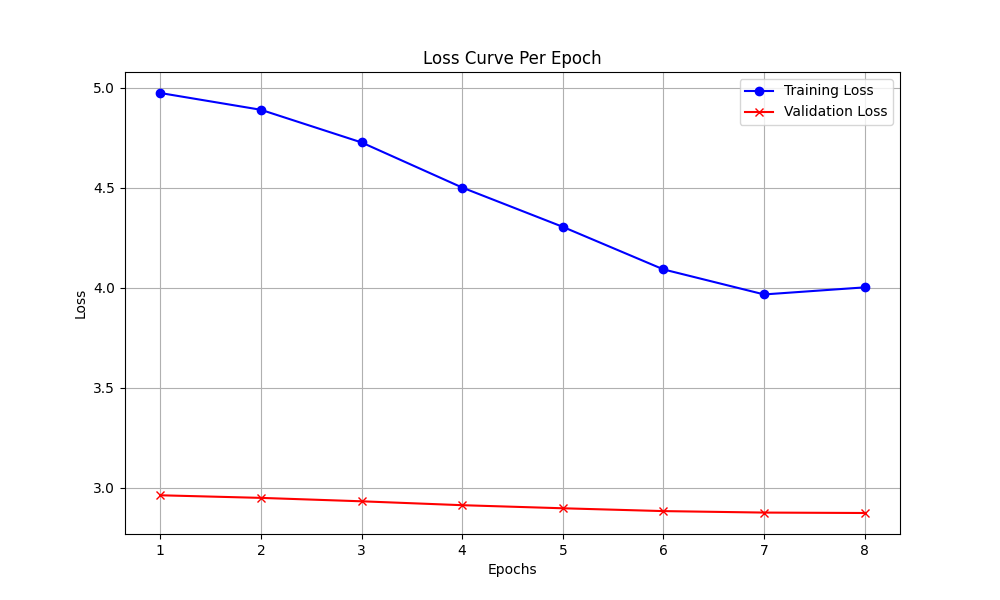 Loss Curve Per Epoch
Training Loss
Validation Loss
5.0
4.5
4.0
3.5
3.0
Loss
1 2 3 4 5 6 7 8
Epochs